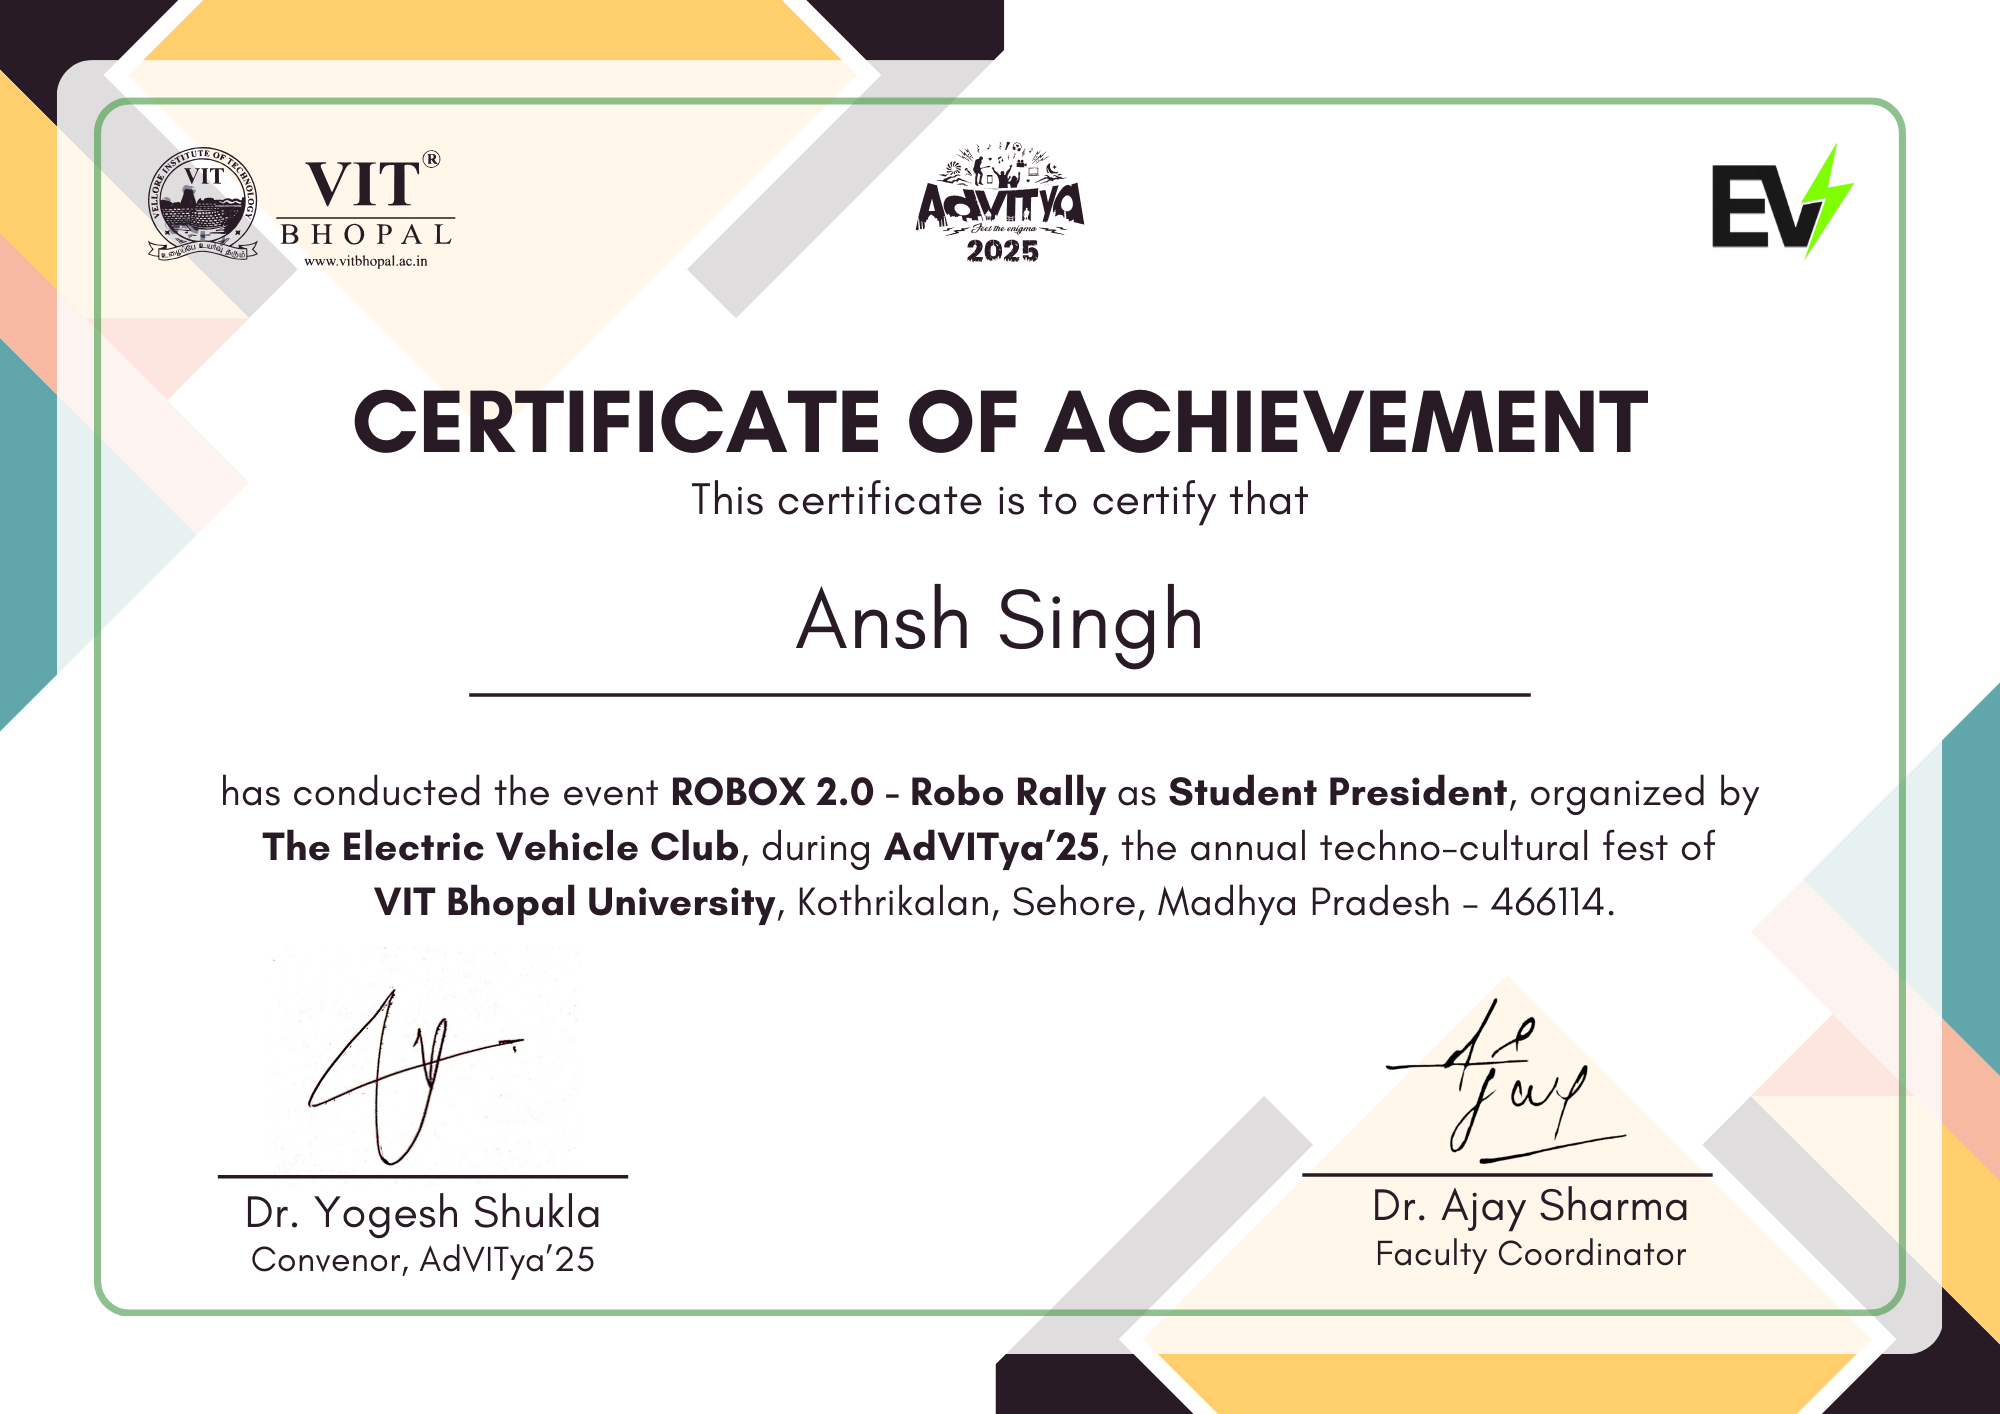 VELLORE INSTITUTE OF TECHNOLOGY
VIT
VIT®
BHOPAL
www.vitbhopal.ac.in
AdVITya
Feel the enigma
2025
EV
CERTIFICATE OF ACHIEVEMENT
This certificate is to certify that
Ansh Singh
has conducted the event ROBOX 2.0 - Robo Rally as Student President, organized by
The Electric Vehicle Club, during AdVITya’25, the annual techno-cultural fest of
VIT Bhopal University, Kothrikalan, Sehore, Madhya Pradesh - 466114.
Dr. Yogesh Shukla
Convenor, AdVITya’25
Ajay
Dr. Ajay Sharma
Faculty Coordinator